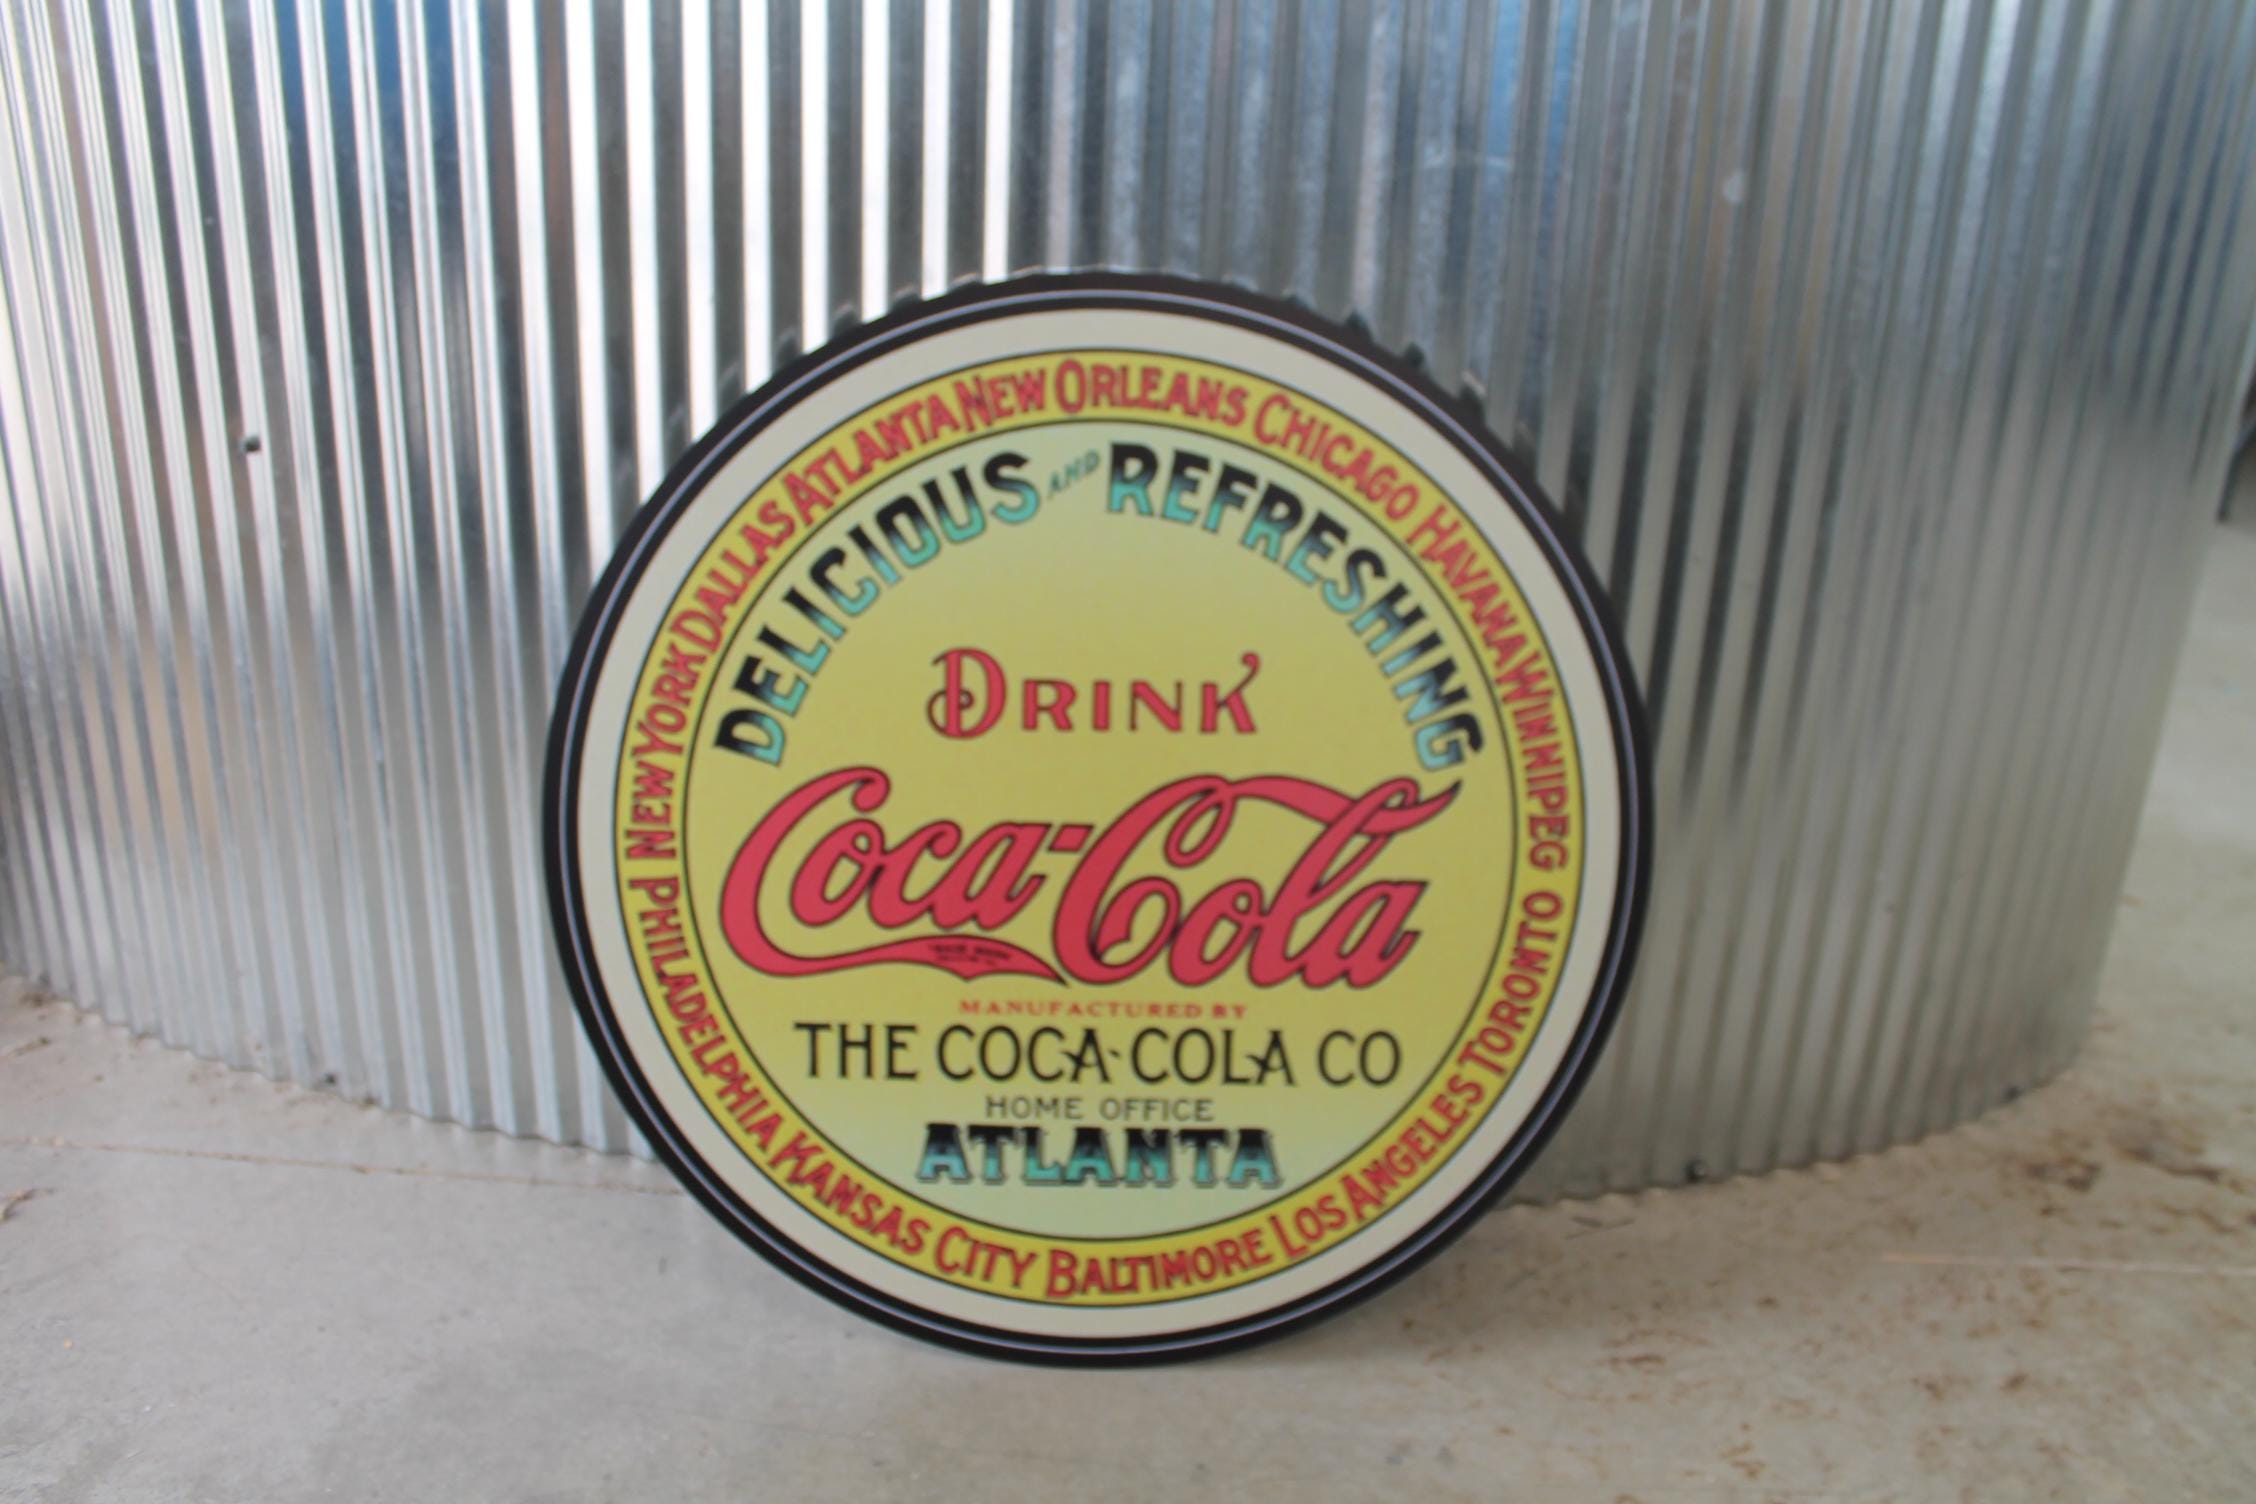 NEW YORK DALLAS ATLANTA NEW ORLEANS CHICAGO HAVANA WINNIPEG TORONTO LOS ANGELES BALTIMORE KANSAS CITY PHILADELPHIA
DELICIOUS AND REFRESHING
DRINK
Coca-Cola
MANUFACTURED BY
THE COCA-COLA CO
HOME OFFICE
ATLANTA